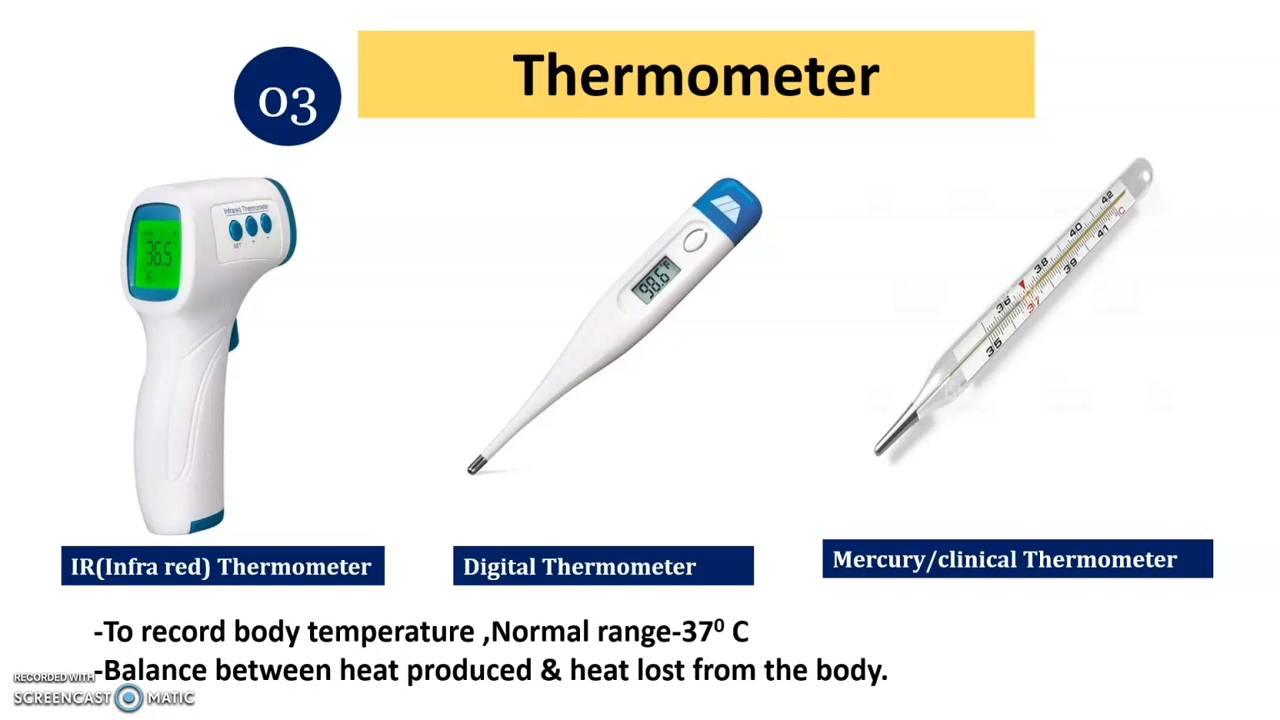 03
Thermometer
Infrared Thermometer
SET
+
-
36.5
98.6°F
35
36
37
38
39
40
41
42
°C
IR(Infra red) Thermometer
Digital Thermometer
Mercury/clinical Thermometer
-To record body temperature ,Normal range-37⁰ C
-Balance between heat produced & heat lost from the body.
RECORDED WITH
SCREENCAST MATIC